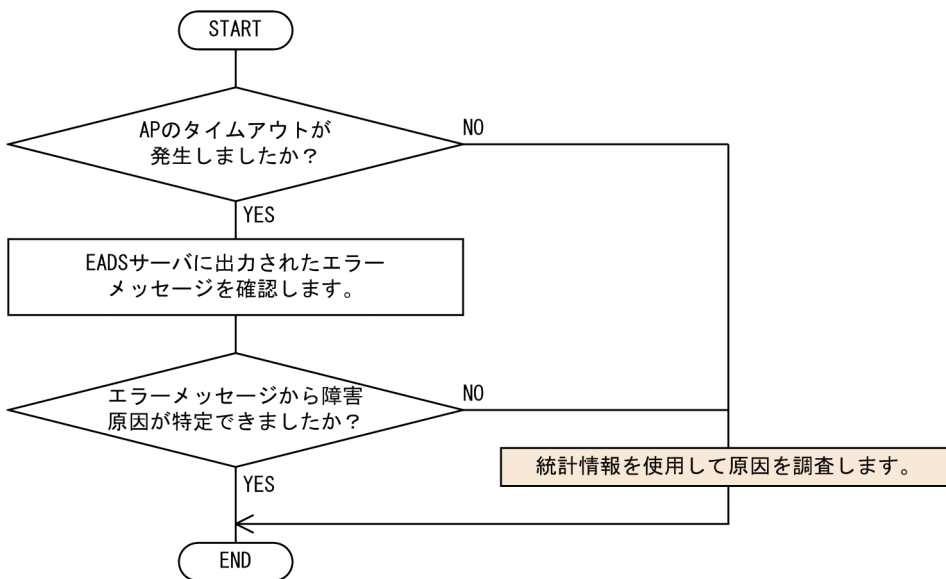 START
APのタイムアウトが
発生しましたか？
NO
YES
EADSサーバに出力されたエラー
メッセージを確認します。
エラーメッセージから障害
原因が特定できましたか？
NO
統計情報を使用して原因を調査します。
YES
END